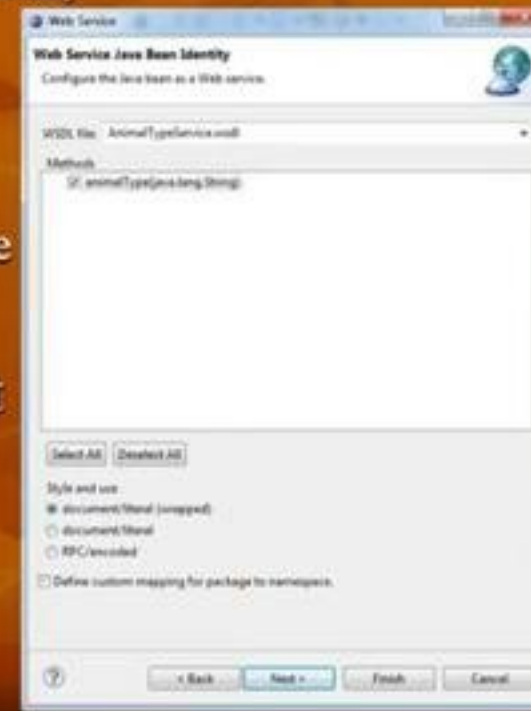 Web Service
Web Service Java Bean Identity
Configure the Java bean as a Web service.
WSDL file: AnimalTypeService.wsdl
Methods
animalType(java.lang.String)
e
Select All Deselect All
Style and use
document/literal (wrapped)
document/literal
RPC/encoded
Define custom mapping for package to namespace.
? < Back Next > Finish Cancel